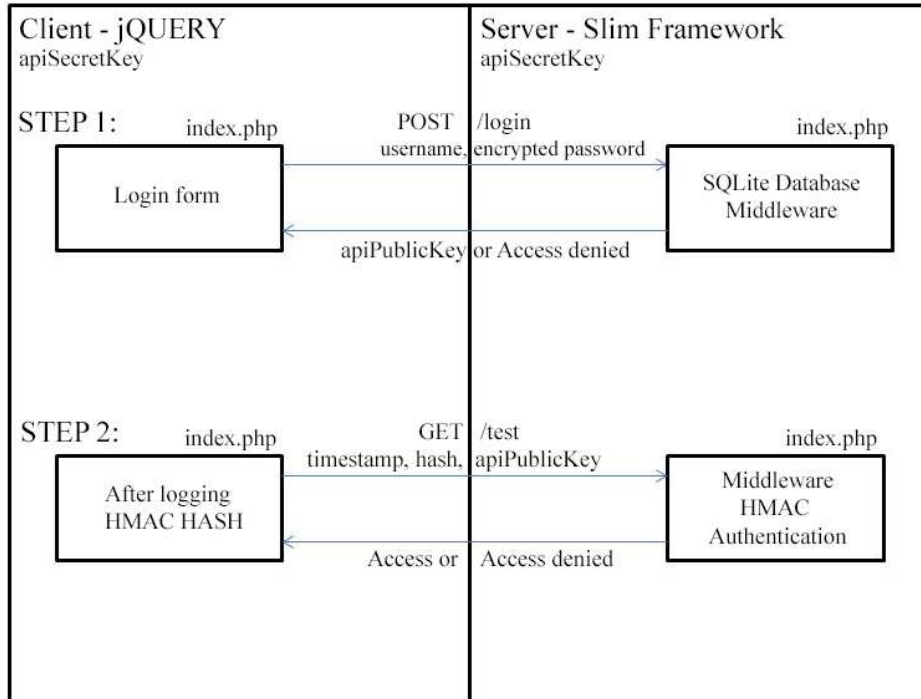 Client - jQUERY
apiSecretKey
Server - Slim Framework
apiSecretKey
STEP 1:
index.php
POST /login
index.php
username, encrypted password
Login form
SQLite Database
Middleware
apiPublicKey or Access denied
STEP 2:
index.php
GET /test
index.php
timestamp, hash, apiPublicKey
After logging
HMAC HASH
Middleware
HMAC
Authentication
Access or Access denied